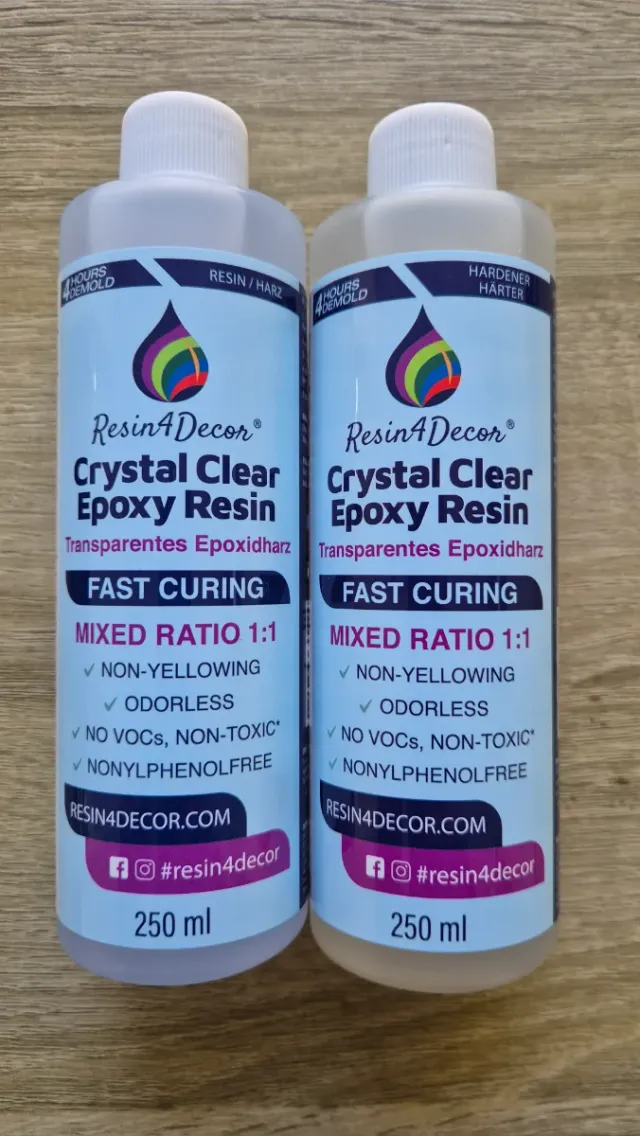 4 HOURS
DEMOLD
RESIN / HARZ
Resin4Decor®
Crystal Clear
Epoxy Resin
Transparentes Epoxidharz
FAST CURING
MIXED RATIO 1:1
✓ NON-YELLOWING
✓ ODORLESS
✓ NO VOCs, NON-TOXIC*
✓ NONYLPHENOLFREE
RESIN4DECOR.COM
#resin4decor
250 ml
4 HOURS
DEMOLD
HARDENER
HÄRTER
Resin4Decor®
Crystal Clear
Epoxy Resin
Transparentes Epoxidharz
FAST CURING
MIXED RATIO 1:1
✓ NON-YELLOWING
✓ ODORLESS
✓ NO VOCs, NON-TOXIC*
✓ NONYLPHENOLFREE
RESIN4DECOR.COM
#resin4decor
250 ml